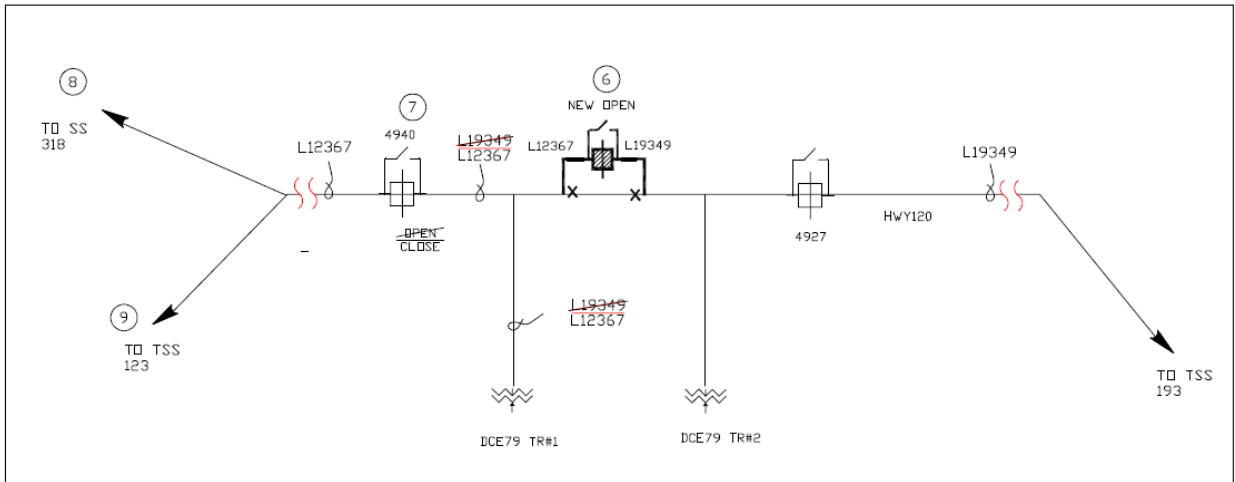 8
TO SS
318
L12367
7
4940
L19349
L12367
OPEN
CLOSE
6
NEW OPEN
L12367
L19349
X
X
4927
HWY120
L19349
9
TO TSS
123
L19349
L12367
DCE79 TR#1
DCE79 TR#2
TO TSS
193